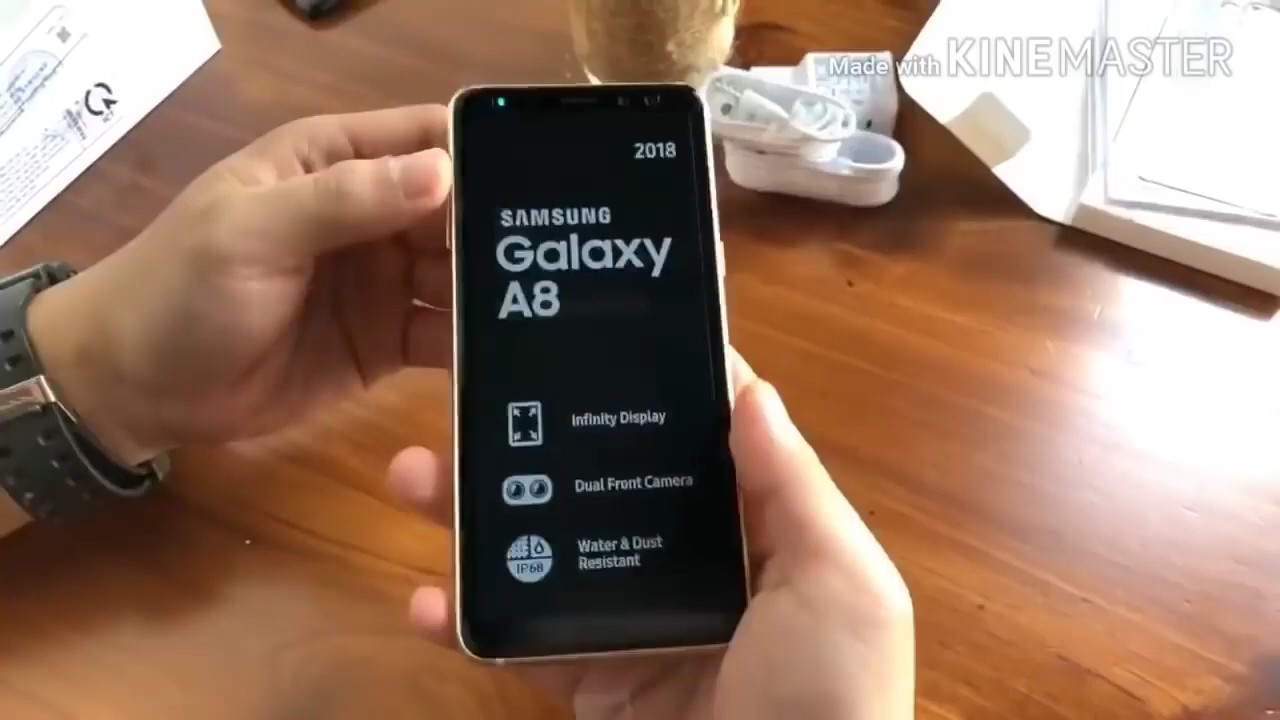 Made with KINEMASTER
2018
SAMSUNG
Galaxy
A8
Infinity Display
Dual Front Camera
Water & Dust
Resistant
IP68